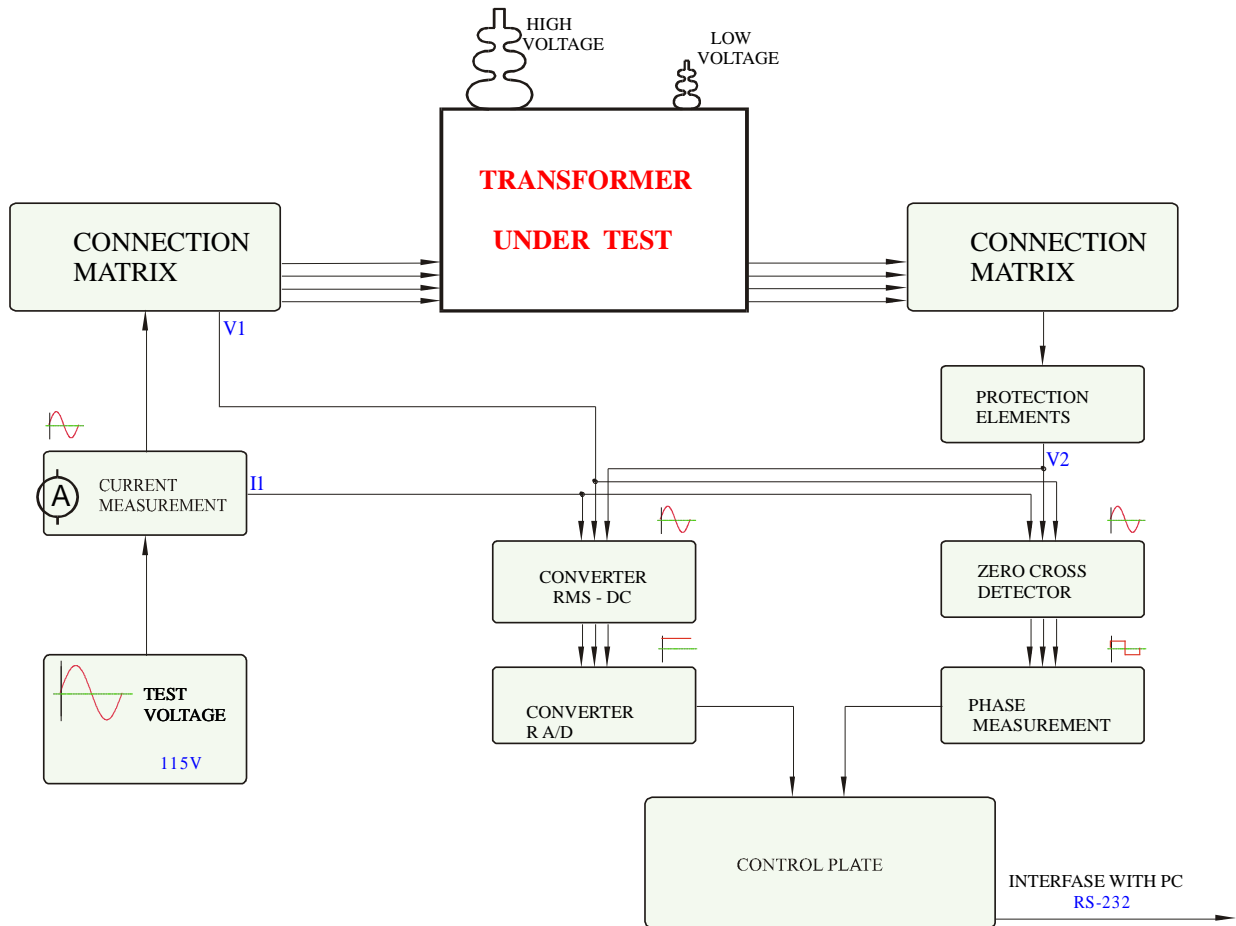 HIGH
VOLTAGE
LOW
VOLTAGE
TRANSFORMER
UNDER TEST
CONNECTION
MATRIX
CONNECTION
MATRIX
V1
PROTECTION
ELEMENTS
V2
A
CURRENT
MEASUREMENT
I1
CONVERTER
RMS - DC
ZERO CROSS
DETECTOR
TEST
VOLTAGE
115V
CONVERTER
R A/D
PHASE
MEASUREMENT
CONTROL PLATE
INTERFASE WITH PC
RS-232